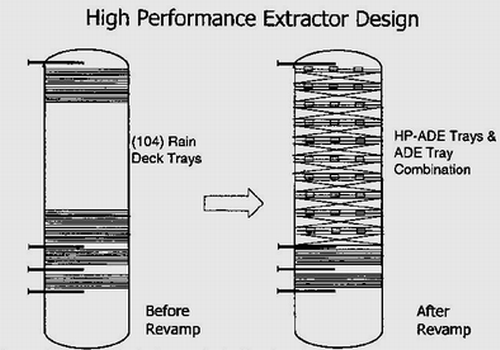 High Performance Extractor Design
(104) Rain
Deck Trays
HP-ADE Trays &
ADE Tray
Combination
Before
Revamp
After
Revamp